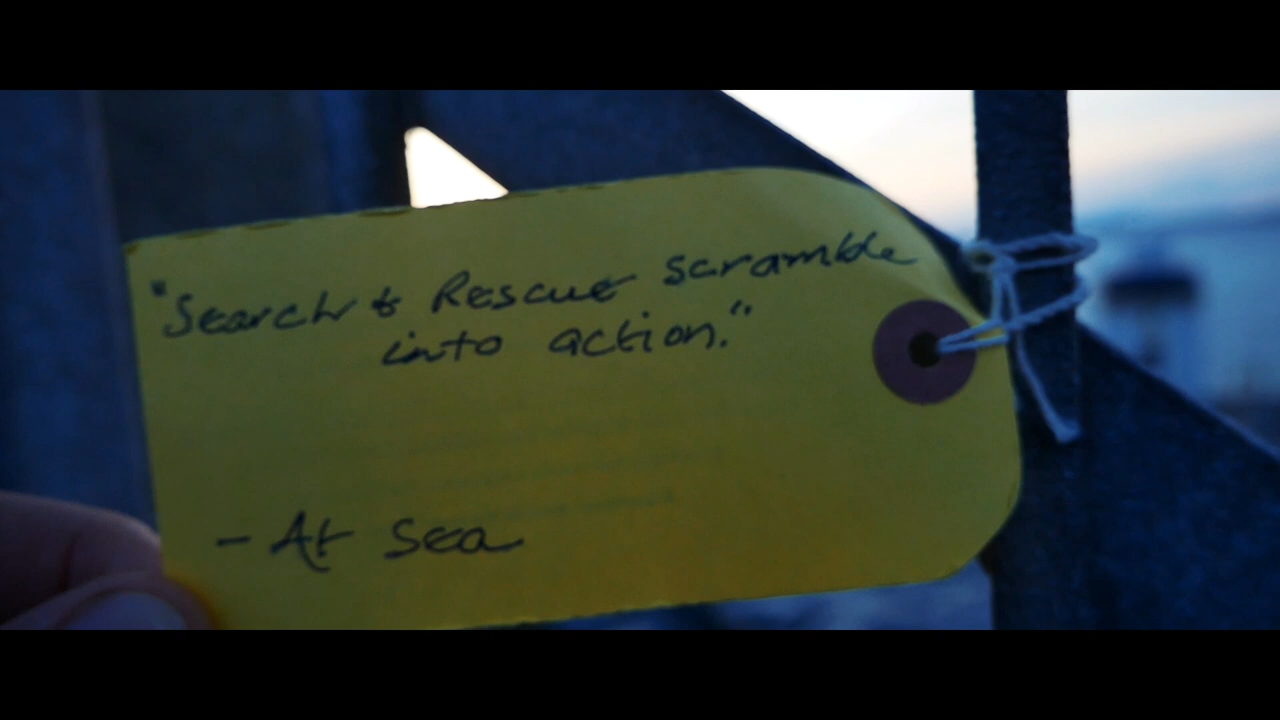 "Search & Rescue scramble
into action."
- At Sea